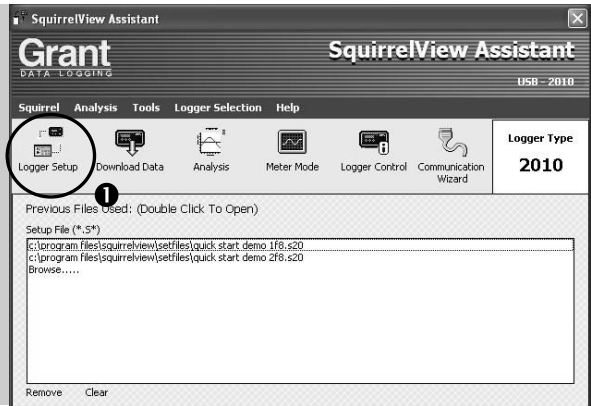 SquirrelView Assistant
Grant
DATA LOGGING
SquirrelView Assistant
USB - 2010
Squirrel Analysis Tools Logger Selection Help
Logger Setup Download Data Analysis Meter Mode Logger Control Communication Wizard
Logger Type
2010
1
Previous Files Used: (Double Click To Open)
Setup File (*.S*)
c:\program files\squirrelview\setfiles\quick start demo 1f8.s20
c:\program files\squirrelview\setfiles\quick start demo 2f8.s20
Browse.....
Remove Clear